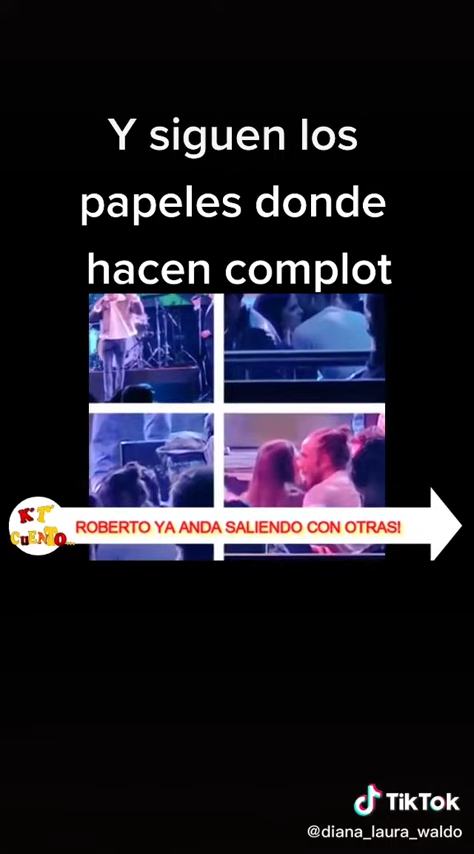 Y siguen los
papeles donde
hacen complot
KT
CUENTO...
ROBERTO YA ANDA SALIENDO CON OTRAS!
TikTok
@diana_laura_waldo